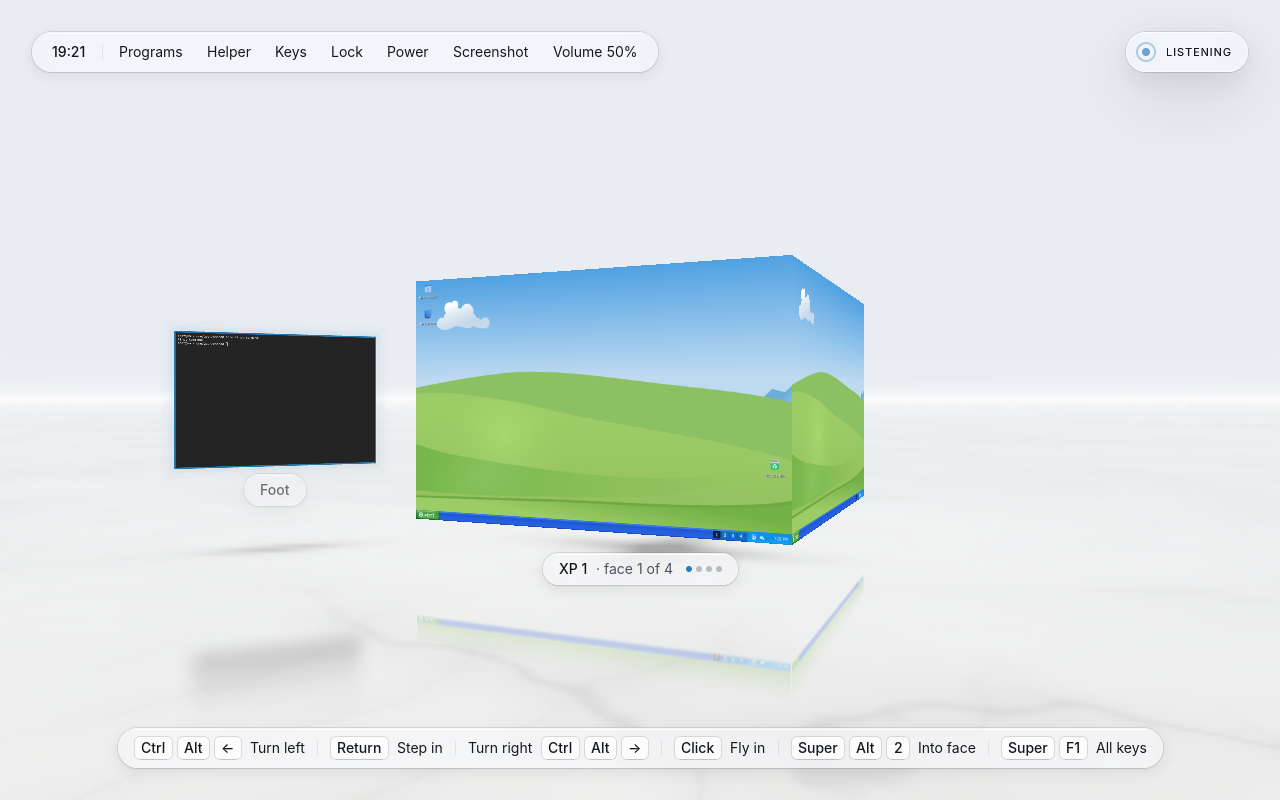 19:21 Programs Helper Keys Lock Power Screenshot Volume 50%
LISTENING
Foot
start
XP 1 · face 1 of 4
Ctrl Alt ← Turn left Return Step in Turn right Ctrl Alt → Click Fly in Super Alt 2 Into face Super F1 All keys